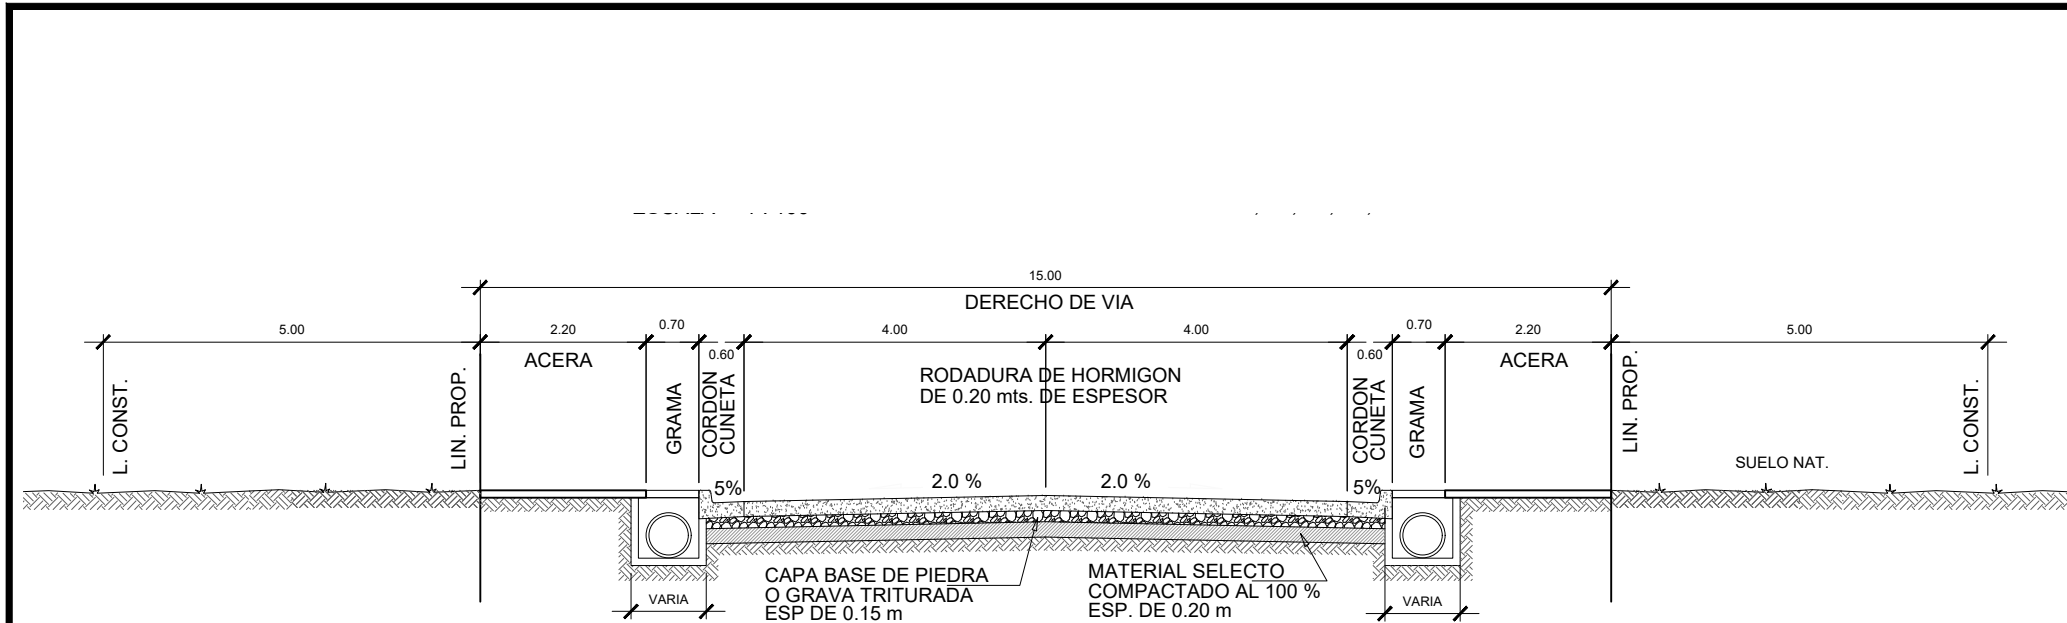 15.00
DERECHO DE VIA
5.00
2.20
0.70
0.60
4.00
4.00
0.60
0.70
2.20
5.00
ACERA
ACERA
RODADURA DE HORMIGON
DE 0.20 mts. DE ESPESOR
L. CONST.
LIN. PROP.
GRAMA
CORDON
CUNETA
CORDON
CUNETA
GRAMA
LIN. PROP.
L. CONST.
SUELO NAT.
5%
2.0 %
2.0 %
5%
CAPA BASE DE PIEDRA
O GRAVA TRITURADA
ESP DE 0.15 m
MATERIAL SELECTO
COMPACTADO AL 100 %
ESP. DE 0.20 m
VARIA
VARIA